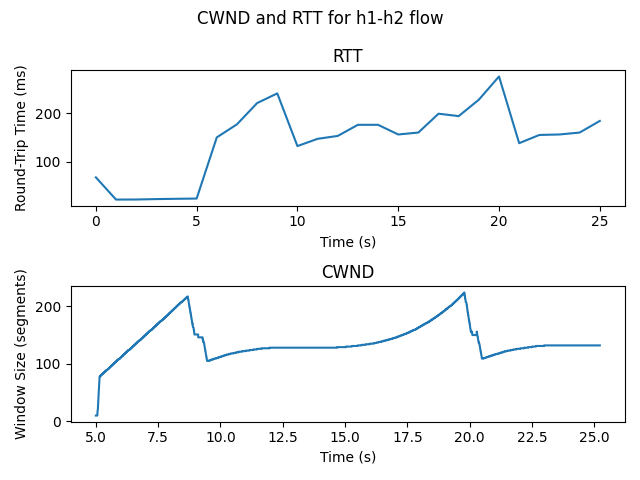 CWND and RTT for h1-h2 flow
RTT
Round-Trip Time (ms)
200
100
0 5 10 15 20 25
Time (s)
CWND
Window Size (segments)
200
100
0
5.0 7.5 10.0 12.5 15.0 17.5 20.0 22.5 25.0
Time (s)